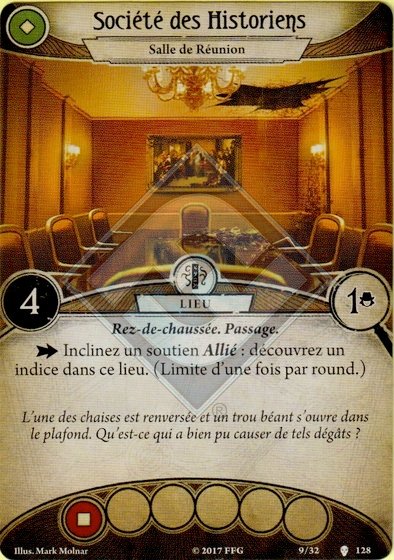 Société des Historiens
Salle de Réunion
4
LIEU
1
Rez-de-chaussée. Passage.
Inclinez un soutien Allié : découvrez un
indice dans ce lieu. (Limite d'une fois par round.)
L'une des chaises est renversée et un trou béant s'ouvre dans
le plafond. Qu'est-ce qui a bien pu causer de tels dégâts ?
®
Illus. Mark Molnar © 2017 FFG 9/32 128